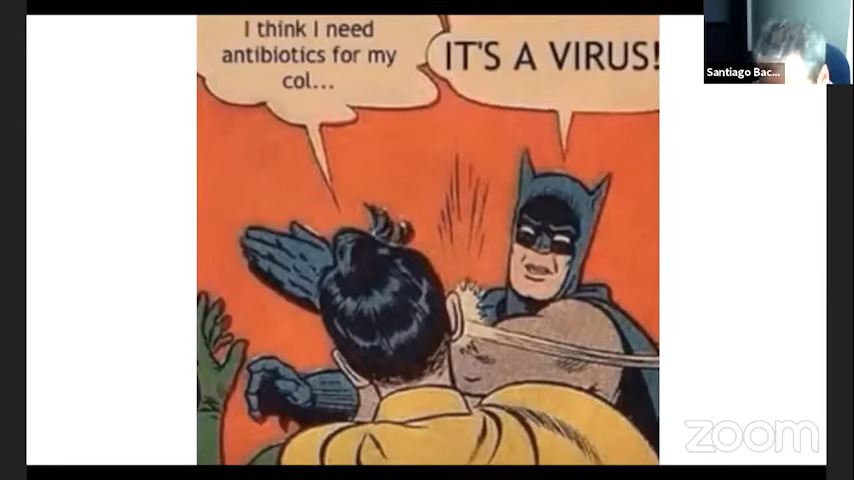 I think I need
antibiotics for my
col...
IT'S A VIRUS!
Santiago Bac...
zoom